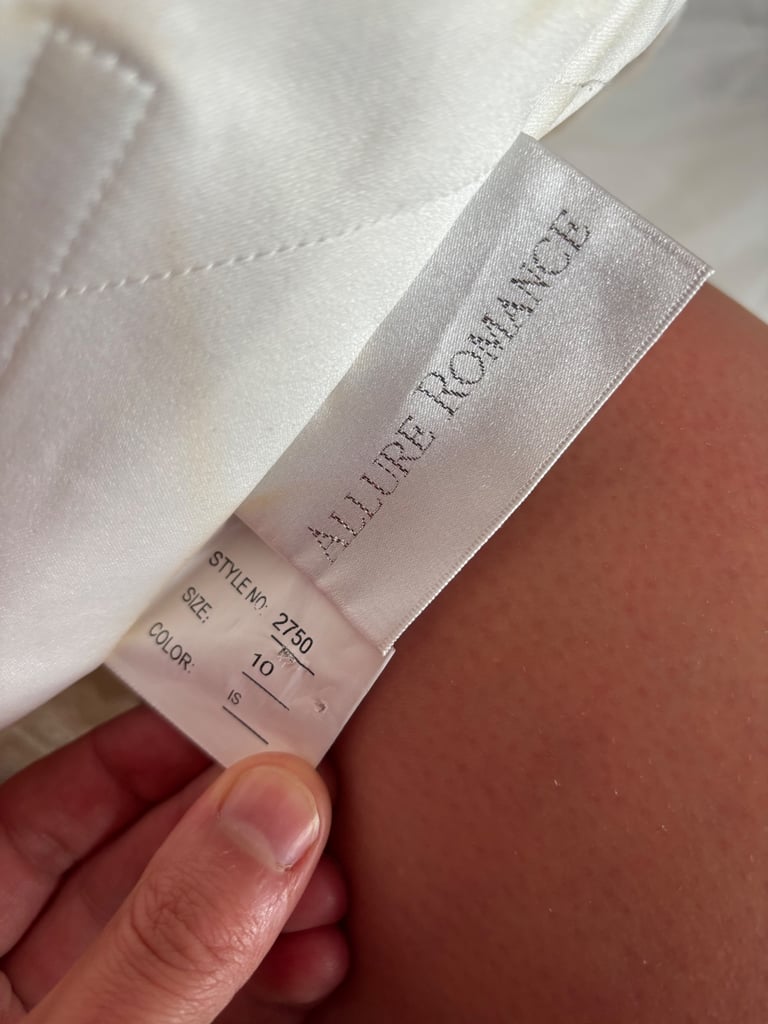 ALLURE ROMANCE
STYLE NO: 2750
SIZE: 10
COLOR: IS